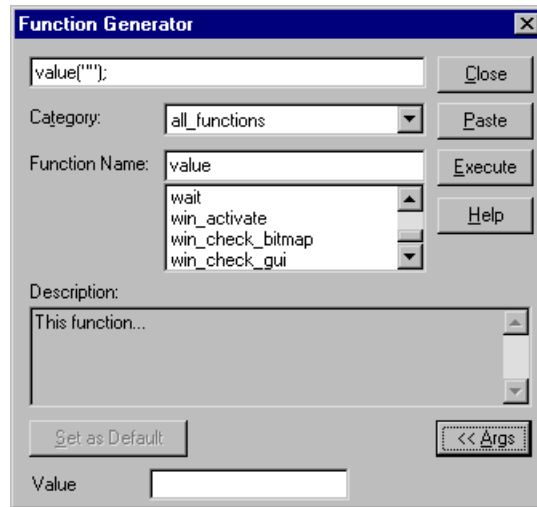 Function Generator
value("");
Close
Category:
all_functions
Paste
Function Name:
value
Execute
wait
win_activate
win_check_bitmap
win_check_gui
Help
Description:
This function...
Set as Default
<< Args
Value